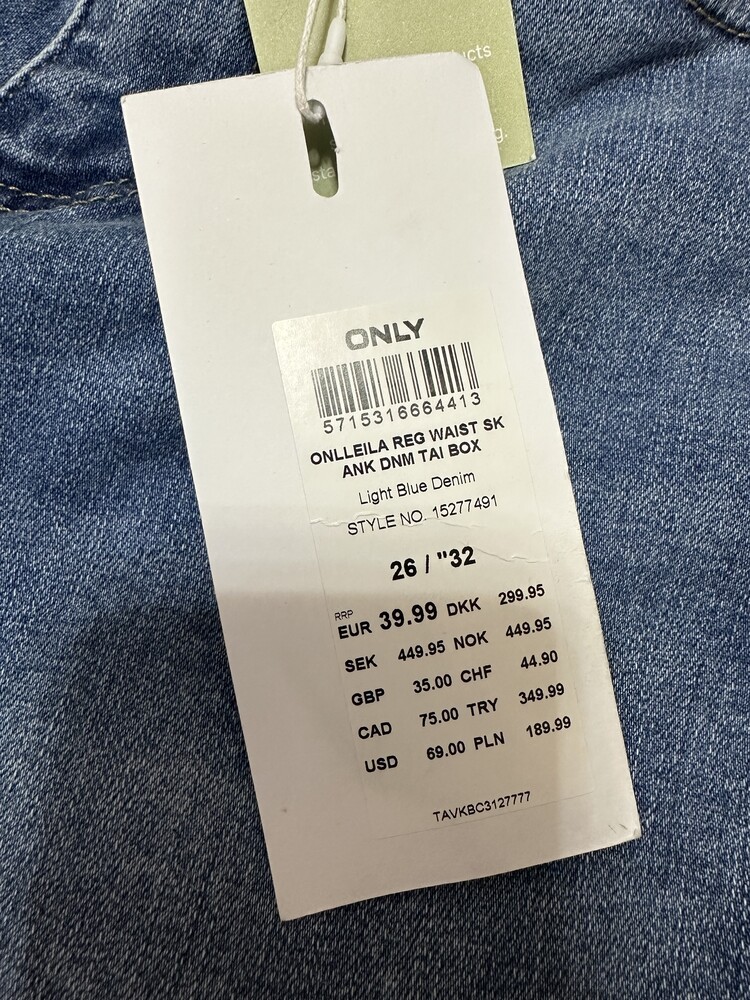 ucts
g.
sta
ONLY
5715316664413
ONLLEILA REG WAIST SK
ANK DNM TAI BOX
Light Blue Denim
STYLE NO. 15277491
26 / "32
RRP
EUR 39.99 DKK 299.95
SEK 449.95 NOK 449.95
GBP 35.00 CHF 44.90
CAD 75.00 TRY 349.99
USD 69.00 PLN 189.99
TAVKBC3127777